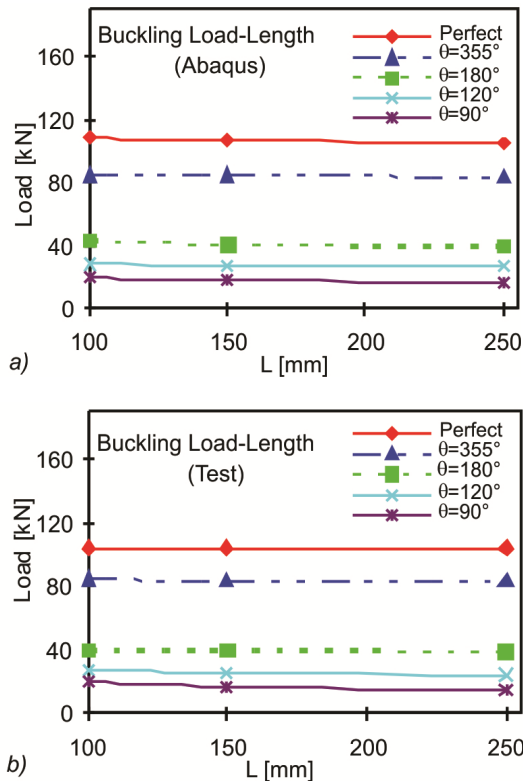 Buckling Load-Length
(Abaqus)
Perfect
θ=355°
θ=180°
θ=120°
θ=90°
Load [kN]
160
120
80
40
0
100 150 200 250
L [mm]
a)
Buckling Load-Length
(Test)
Perfect
θ=355°
θ=180°
θ=120°
θ=90°
Load [kN]
160
120
80
40
0
100 150 200 250
L [mm]
b)